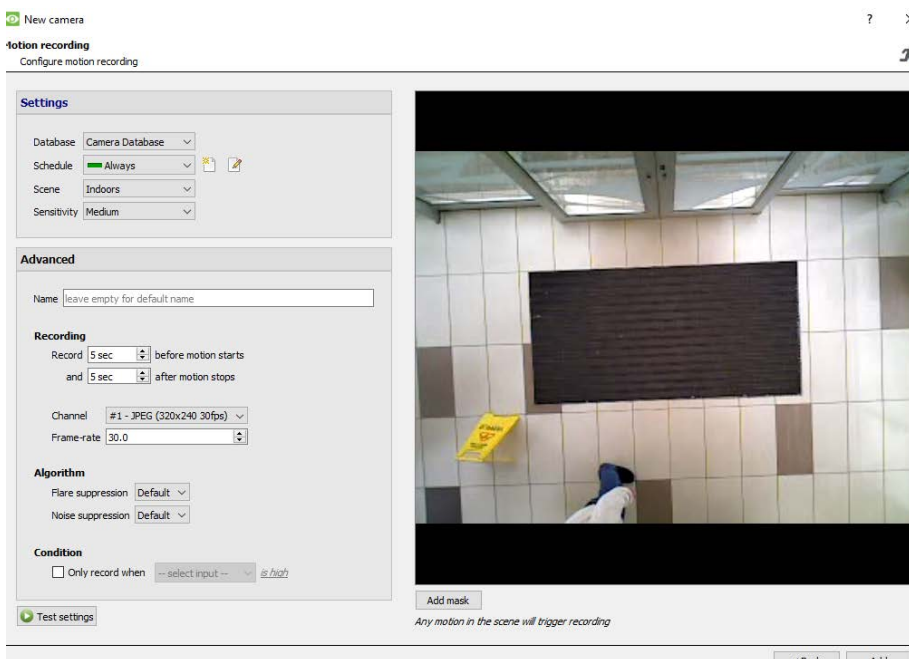 New camera ?
Motion recording
Configure motion recording
Settings
Database Camera Database
Schedule Always
Scene Indoors
Sensitivity Medium
Advanced
Name leave empty for default name
Recording
Record 5 sec before motion starts
and 5 sec after motion stops
Channel #1 - JPEG (320x240 30fps)
Frame-rate 30.0
Algorithm
Flare suppression Default
Noise suppression Default
Condition
Only record when -- select input -- is high
Test settings
Add mask
Any motion in the scene will trigger recording